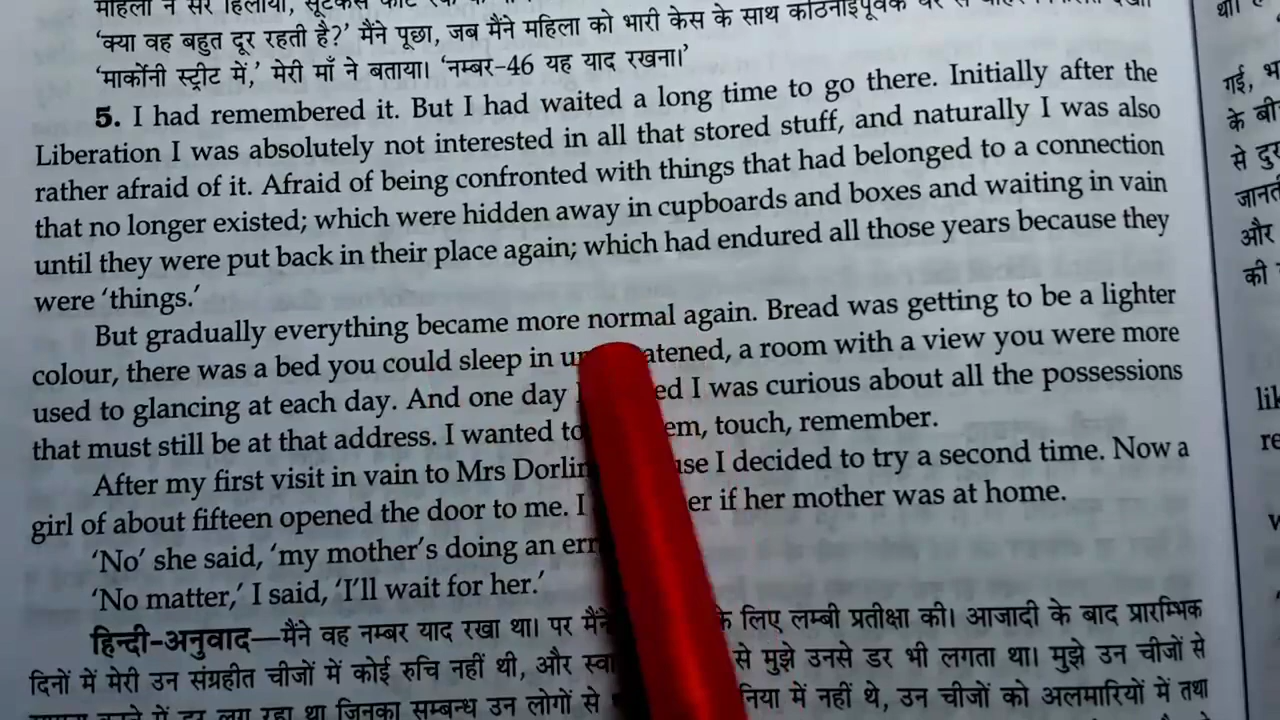 'क्या वह बहुत दूर रहती है?' मैंने पूछा, जब मैंने महिला को भारी केस के साथ कठिनाईपूर्वक घर से
'मार्कोनी स्ट्रीट में,' मेरी माँ ने बताया। 'नम्बर-46 यह याद रखना।'
5. I had remembered it. But I had waited a long time to go there. Initially after the
Liberation I was absolutely not interested in all that stored stuff, and naturally I was also
rather afraid of it. Afraid of being confronted with things that had belonged to a connection
that no longer existed; which were hidden away in cupboards and boxes and waiting in vain
until they were put back in their place again; which had endured all those years because they
were 'things.'
But gradually everything became more normal again. Bread was getting to be a lighter
colour, there was a bed you could sleep in un atened, a room with a view you were more
used to glancing at each day. And one day I ed I was curious about all the possessions
that must still be at that address. I wanted to em, touch, remember.
After my first visit in vain to Mrs Dorlin use I decided to try a second time. Now a
girl of about fifteen opened the door to me. I er if her mother was at home.
'No' she said, 'my mother's doing an err
'No matter,' I said, 'I'll wait for her.'
हिन्दी-अनुवाद—मैंने वह नम्बर याद रखा था। पर मैंने के लिए लम्बी प्रतीक्षा की। आजादी के बाद प्रारम्भिक
दिनों में मेरी उन संग्रहीत चीजों में कोई रुचि नहीं थी, और स्वा से मुझे उनसे डर भी लगता था। मुझे उन चीजों से
डर लग रहा था जिनका सम्बन्ध उन लोगों से निया में नहीं थे, उन चीजों को अलमारियों में तथा
था।
गई,
के बी
से दु
जानत
और
की
lik
re